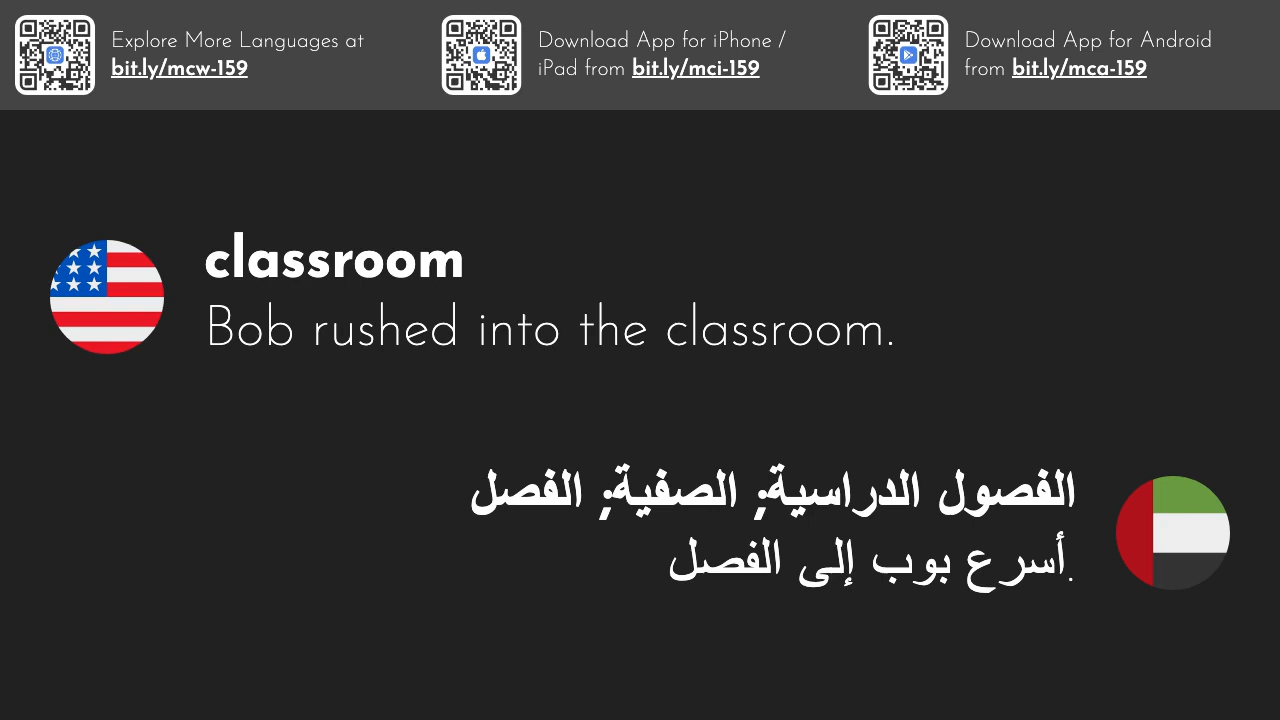 Explore More Languages at
bit.ly/mcw-159
Download App for iPhone /
iPad from bit.ly/mci-159
Download App for Android
from bit.ly/mca-159
classroom
Bob rushed into the classroom.
الفصول الدراسية; الصفية; الفصل
أسرع بوب إلى الفصل.